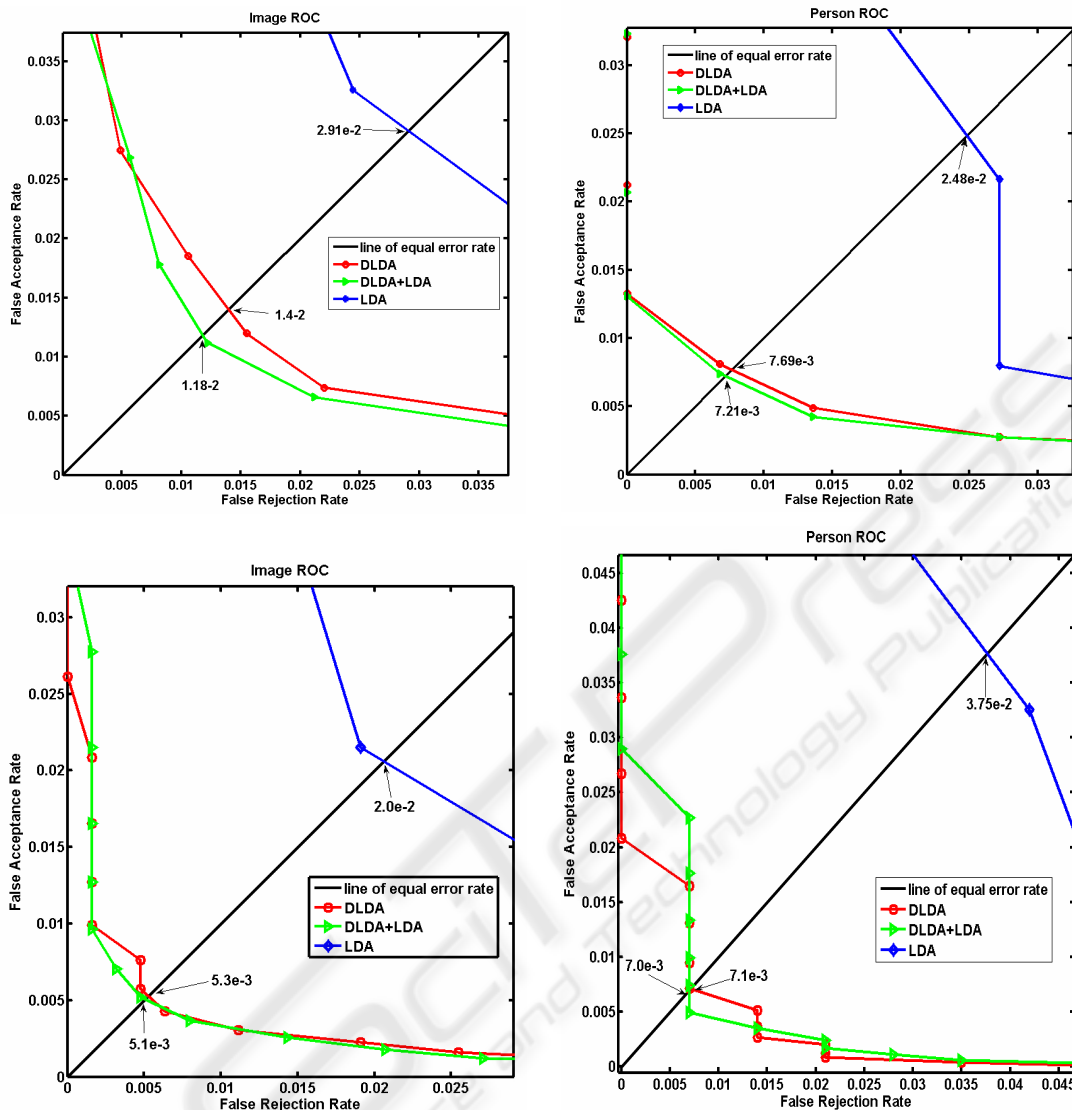 Image ROC
0.035
0.03
0.025
0.02
0.015
0.01
0.005
0
0.005 0.01 0.015 0.02 0.025 0.03 0.035
False Acceptance Rate
False Rejection Rate
2.91e-2
line of equal error rate
DLDA
DLDA+LDA
LDA
1.4-2
1.18-2
Person ROC
0.03
0.025
0.02
0.015
0.01
0.005
0
0 0.005 0.01 0.015 0.02 0.025 0.03
False Acceptance Rate
False Rejection Rate
line of equal error rate
DLDA
DLDA+LDA
LDA
2.48e-2
7.69e-3
7.21e-3
Image ROC
0.03
0.025
0.02
0.015
0.01
0.005
0
0 0.005 0.01 0.015 0.02 0.025
False Acceptance Rate
False Rejection Rate
2.0e-2
line of equal error rate
DLDA
DLDA+LDA
LDA
5.3e-3
5.1e-3
Person ROC
0.045
0.04
0.035
0.03
0.025
0.02
0.015
0.01
0.005
0
0 0.005 0.01 0.015 0.02 0.025 0.03 0.035 0.04 0.045
False Acceptance Rate
False Rejection Rate
3.75e-2
line of equal error rate
DLDA
DLDA+LDA
LDA
7.0e-3
7.1e-3
SciTePress
and Technology Publications